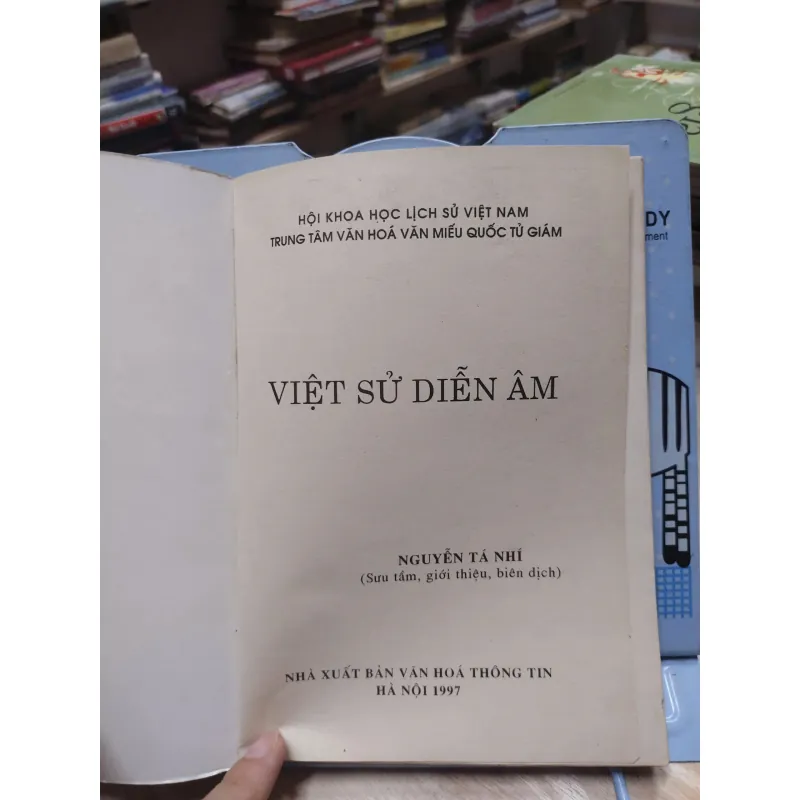 HỘI KHOA HỌC LỊCH SỬ VIỆT NAM
TRUNG TÂM VĂN HOÁ VĂN MIẾU QUỐC TỬ GIÁM
VIỆT SỬ DIỄN ÂM
NGUYỄN TÁ NHÍ
(Sưu tầm, giới thiệu, biên dịch)
NHÀ XUẤT BẢN VĂN HOÁ THÔNG TIN
HÀ NỘI 1997